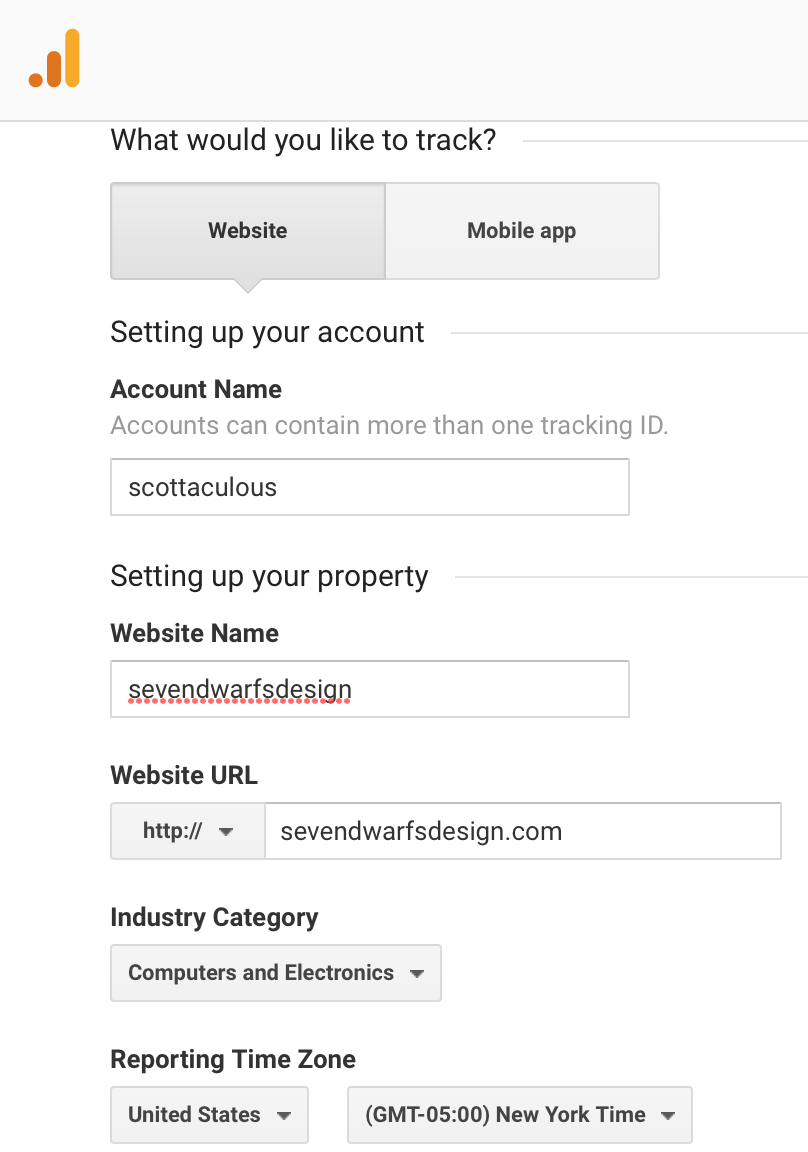 What would you like to track?
Website
Mobile app
Setting up your account
Account Name
Accounts can contain more than one tracking ID.
scottaculous
Setting up your property
Website Name
sevendwarfsdesign
Website URL
http://
sevendwarfsdesign.com
Industry Category
Computers and Electronics
Reporting Time Zone
United States
(GMT-05:00) New York Time